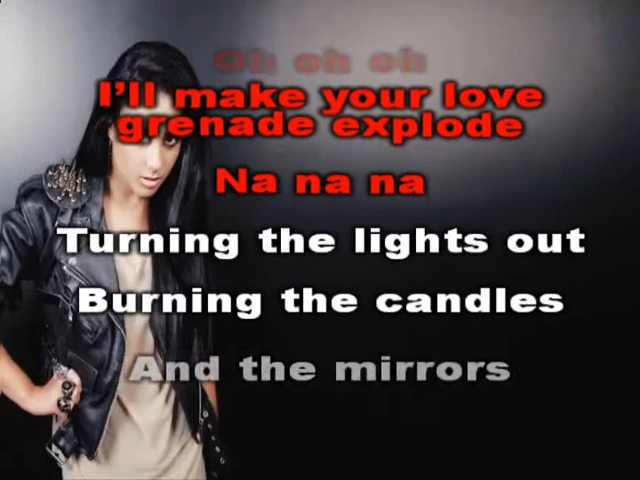 Oh oh oh
I'll make your love
grenade explode
Na na na
Turning the lights out
Burning the candles
And the mirrors